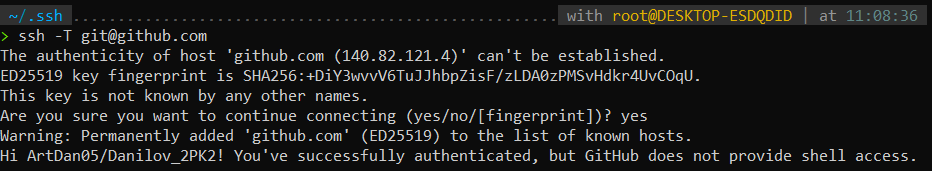 ~/.ssh with root@DESKTOP-ESDQDID | at 11:08:36
> ssh -T git@github.com
The authenticity of host 'github.com (140.82.121.4)' can't be established.
ED25519 key fingerprint is SHA256:+DiY3wvvV6TuJJhbpZisF/zLDA0zPMSvHdkr4UvCOqU.
This key is not known by any other names.
Are you sure you want to continue connecting (yes/no/[fingerprint])? yes
Warning: Permanently added 'github.com' (ED25519) to the list of known hosts.
Hi ArtDan05/Danilov_2PK2! You've successfully authenticated, but GitHub does not provide shell access.